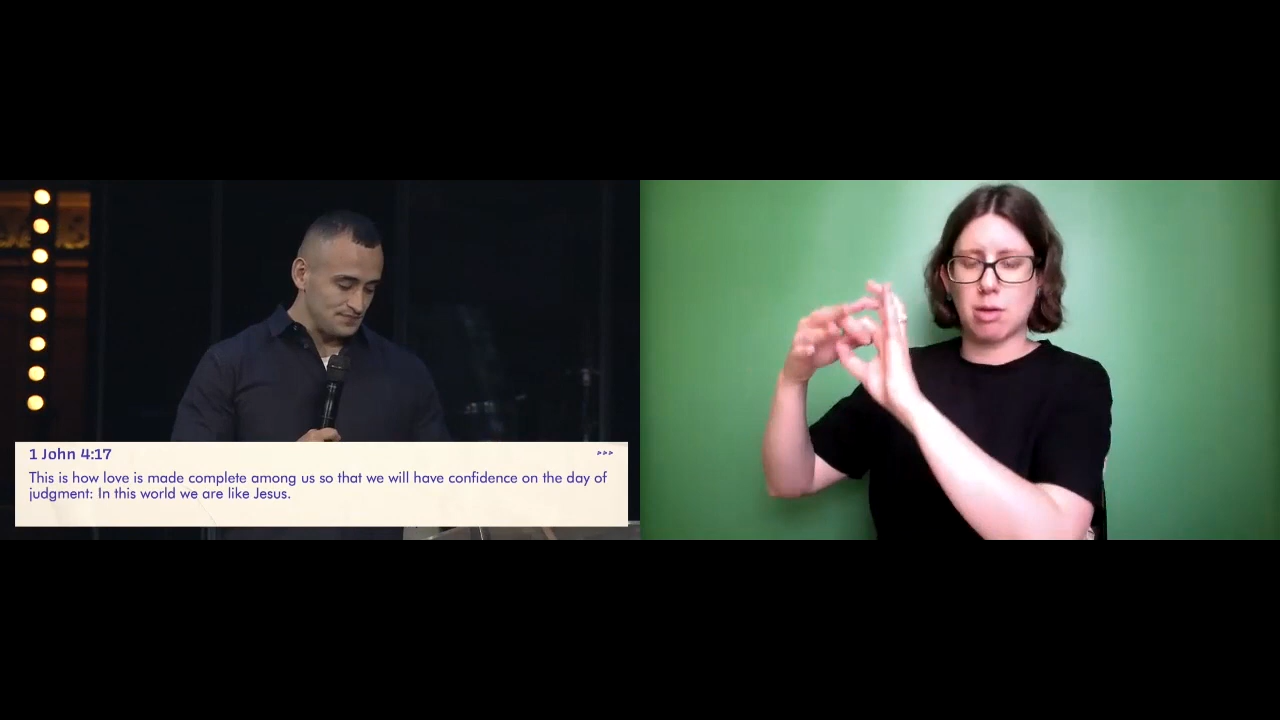 1 John 4:17 >>>
This is how love is made complete among us so that we will have confidence on the day of
judgment: In this world we are like Jesus.